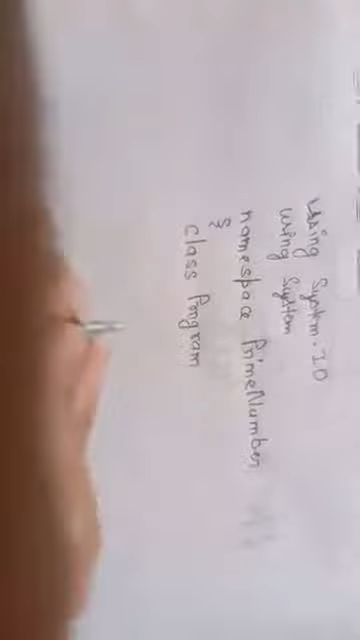 Using System.IO
using System
namespace PrimeNumber
{
class Program